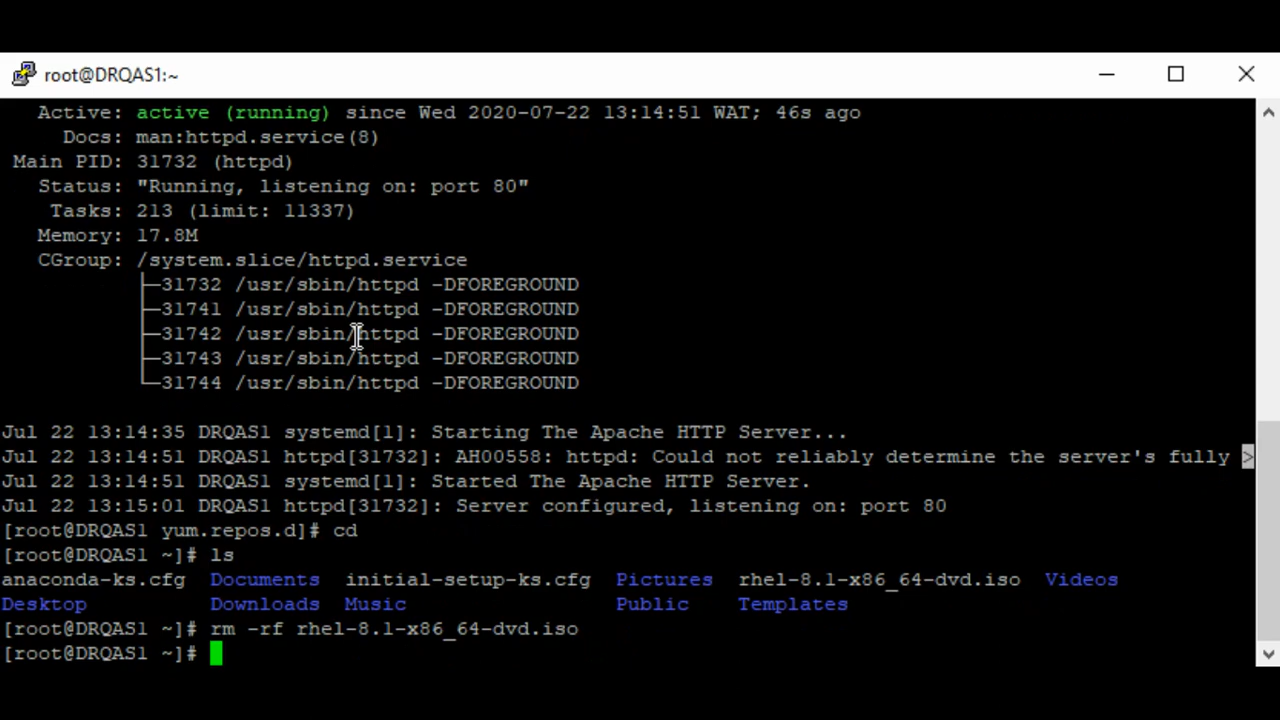 root@DRQAS1:~
Active: active (running) since Wed 2020-07-22 13:14:51 WAT; 46s ago
Docs: man:httpd.service(8)
Main PID: 31732 (httpd)
Status: "Running, listening on: port 80"
Tasks: 213 (limit: 11337)
Memory: 17.8M
CGroup: /system.slice/httpd.service
├─31732 /usr/sbin/httpd -DFOREGROUND
├─31741 /usr/sbin/httpd -DFOREGROUND
├─31742 /usr/sbin/httpd -DFOREGROUND
├─31743 /usr/sbin/httpd -DFOREGROUND
└─31744 /usr/sbin/httpd -DFOREGROUND
Jul 22 13:14:35 DRQAS1 systemd[1]: Starting The Apache HTTP Server...
Jul 22 13:14:51 DRQAS1 httpd[31732]: AH00558: httpd: Could not reliably determine the server's fully >
Jul 22 13:14:51 DRQAS1 systemd[1]: Started The Apache HTTP Server.
Jul 22 13:15:01 DRQAS1 httpd[31732]: Server configured, listening on: port 80
[root@DRQAS1 yum.repos.d]# cd
[root@DRQAS1 ~]# ls
anaconda-ks.cfg Documents initial-setup-ks.cfg Pictures rhel-8.1-x86_64-dvd.iso Videos
Desktop Downloads Music Public Templates
[root@DRQAS1 ~]# rm -rf rhel-8.1-x86_64-dvd.iso
[root@DRQAS1 ~]#